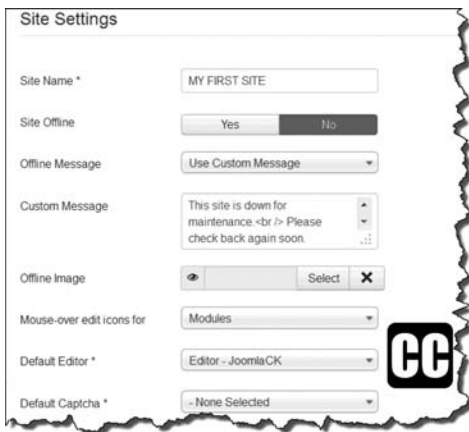 Site Settings
Site Name *
MY FIRST SITE
Site Offline
Yes
No
Offline Message
Use Custom Message
Custom Message
This site is down for
maintenance.<br /> Please
check back again soon.
Offline Image
Select
Mouse-over edit icons for
Modules
Default Editor *
Editor - JoomlaCK
CC
Default Captcha *
- None Selected